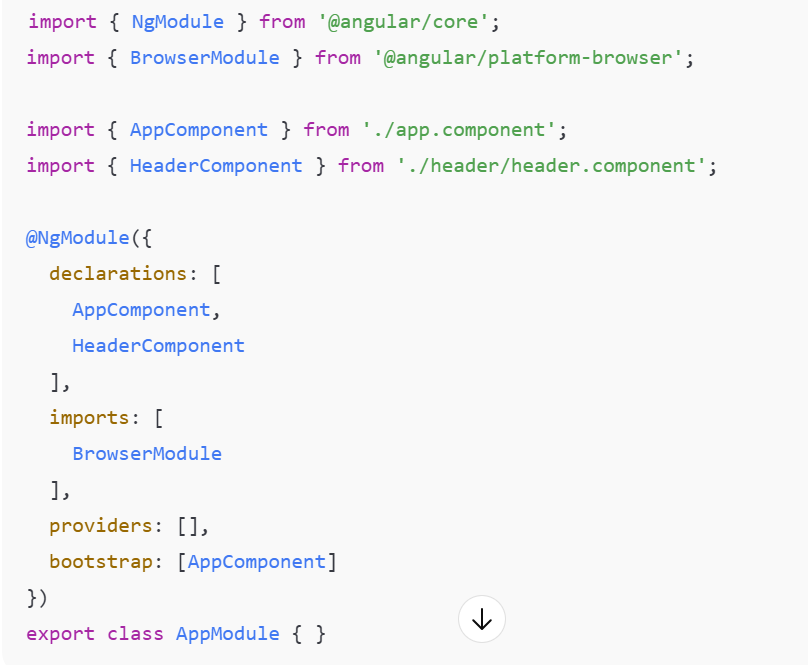 import { NgModule } from '@angular/core';
import { BrowserModule } from '@angular/platform-browser';
import { AppComponent } from './app.component';
import { HeaderComponent } from './header/header.component';
@NgModule({
  declarations: [
    AppComponent,
    HeaderComponent
  ],
  imports: [
    BrowserModule
  ],
  providers: [],
  bootstrap: [AppComponent]
})
export class AppModule { }